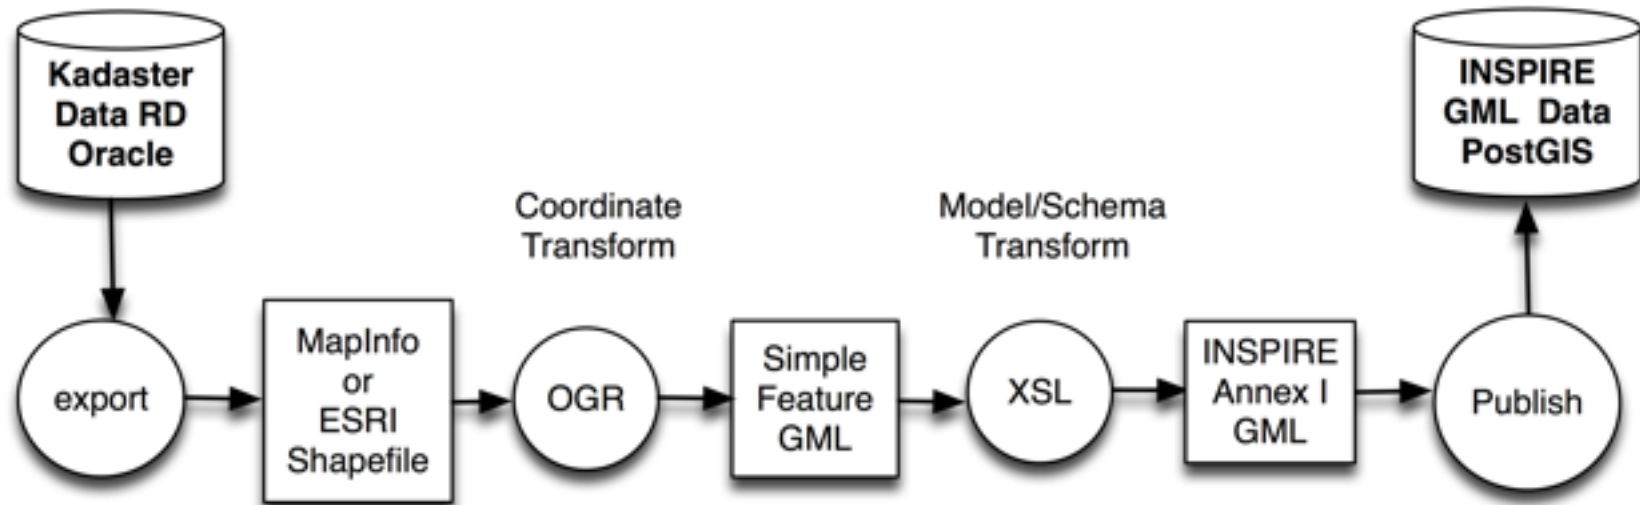 Kadaster
Data RD
Oracle
INSPIRE
GML Data
PostGIS
Coordinate
Transform
Model/Schema
Transform
export
MapInfo
or
ESRI
Shapefile
OGR
Simple
Feature
GML
XSL
INSPIRE
Annex I
GML
Publish